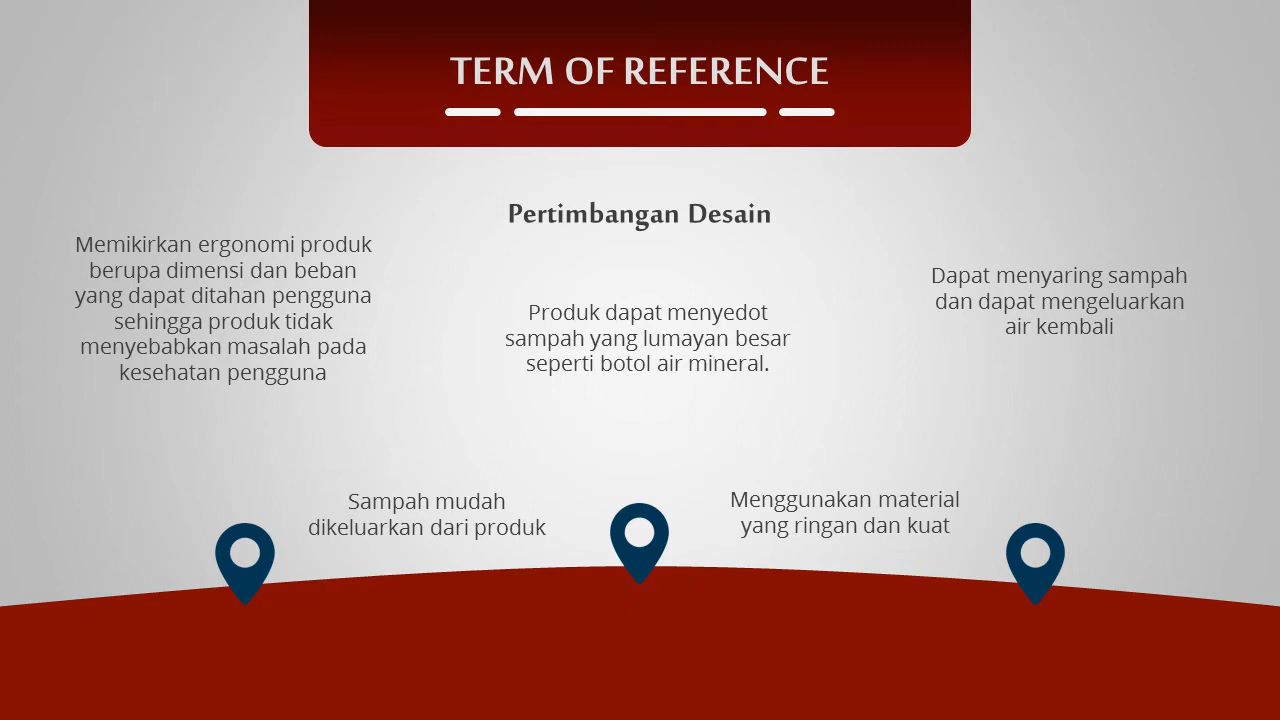 TERM OF REFERENCE
Pertimbangan Desain
Memikirkan ergonomi produk
berupa dimensi dan beban
yang dapat ditahan pengguna
sehingga produk tidak
menyebabkan masalah pada
kesehatan pengguna
Produk dapat menyedot
sampah yang lumayan besar
seperti botol air mineral.
Dapat menyaring sampah
dan dapat mengeluarkan
air kembali
Sampah mudah
dikeluarkan dari produk
Menggunakan material
yang ringan dan kuat